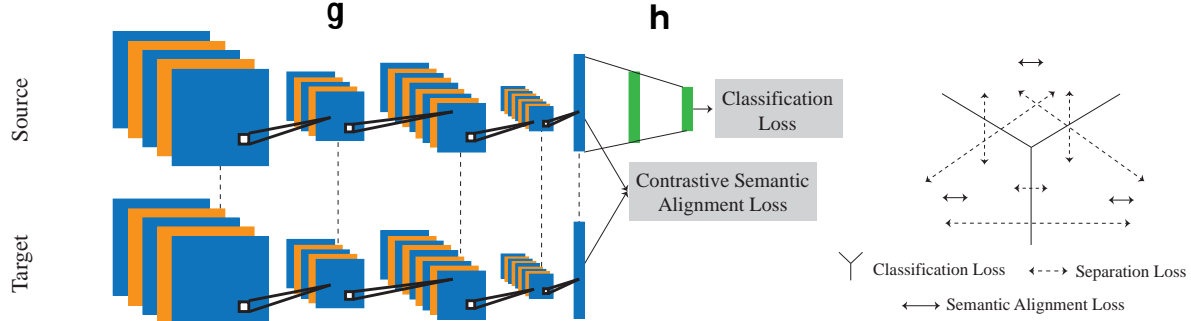 g
h
Source
Classification
Loss
Contrastive Semantic
Alignment Loss
Target
Classification Loss
Separation Loss
Semantic Alignment Loss